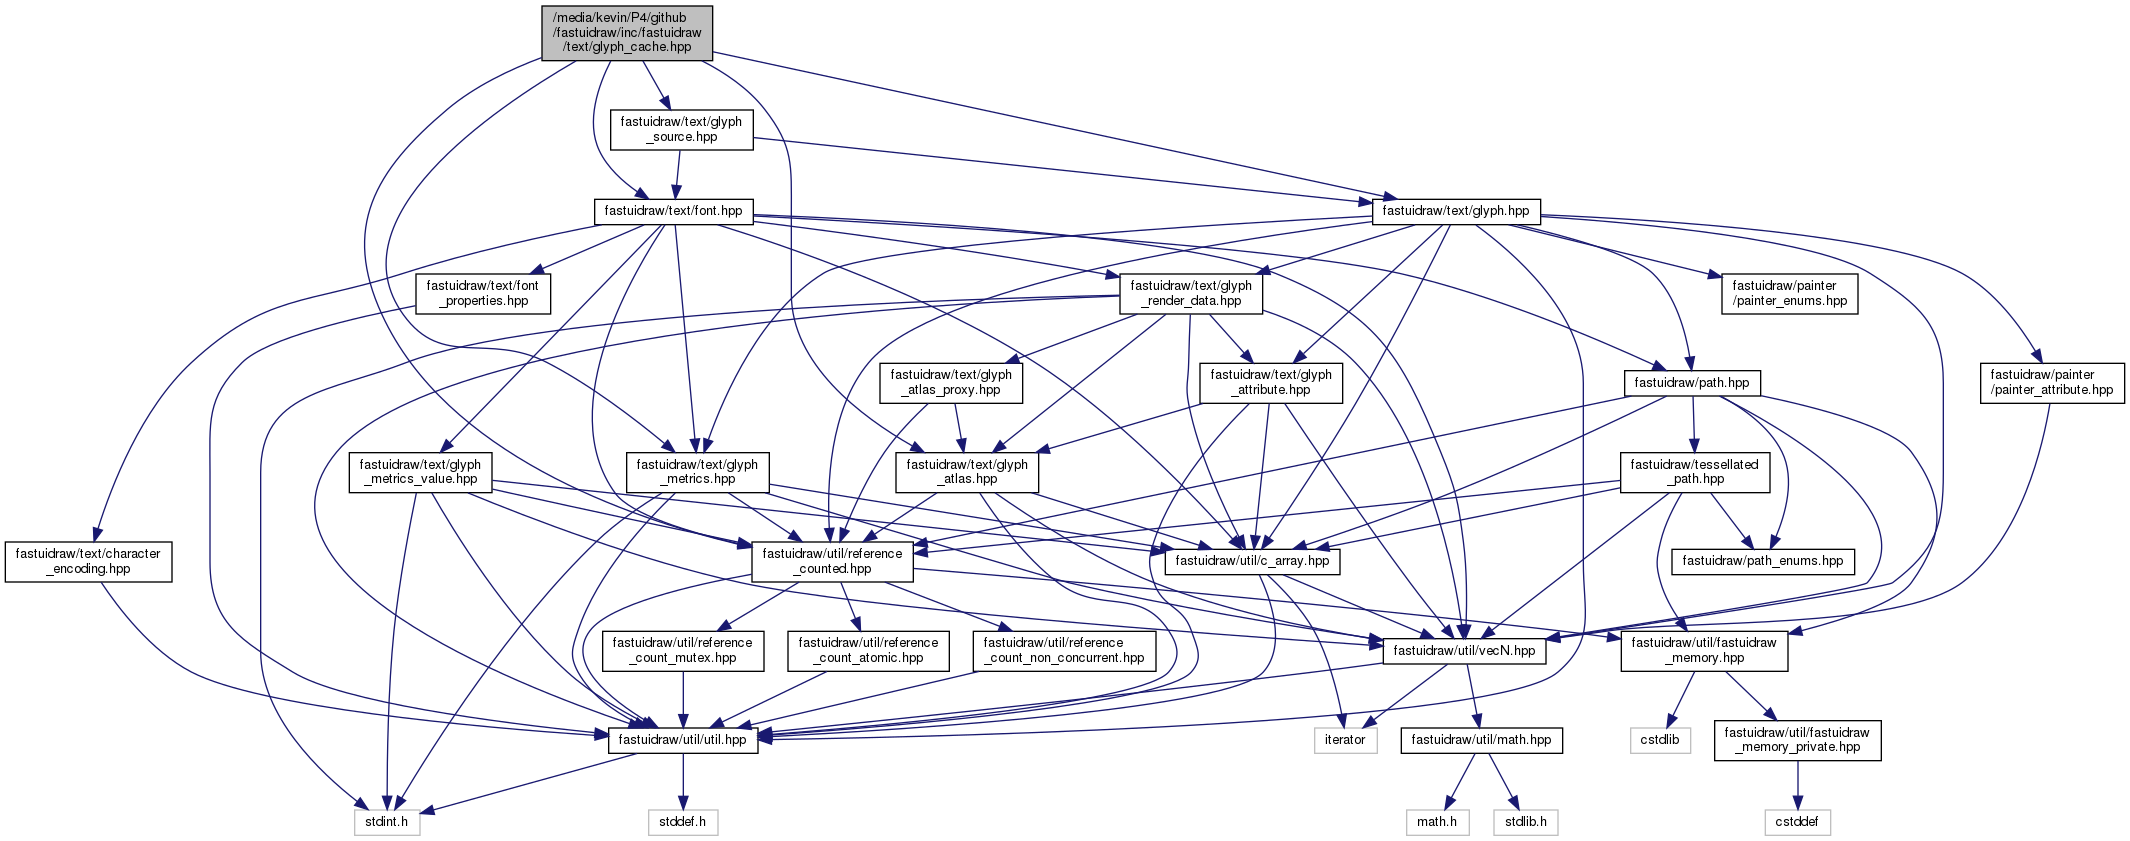 /media/kevin/P4/github
/fastuidraw/inc/fastuidraw
/text/glyph_cache.hpp
fastuidraw/text/glyph
_source.hpp
fastuidraw/text/font.hpp
fastuidraw/text/glyph.hpp
fastuidraw/text/font
_properties.hpp
fastuidraw/text/glyph
_render_data.hpp
fastuidraw/painter
/painter_enums.hpp
fastuidraw/text/glyph
_atlas_proxy.hpp
fastuidraw/text/glyph
_attribute.hpp
fastuidraw/path.hpp
fastuidraw/painter
/painter_attribute.hpp
fastuidraw/text/glyph
_metrics_value.hpp
fastuidraw/text/glyph
_metrics.hpp
fastuidraw/text/glyph
_atlas.hpp
fastuidraw/tessellated
_path.hpp
fastuidraw/text/character
_encoding.hpp
fastuidraw/util/reference
_counted.hpp
fastuidraw/util/c_array.hpp
fastuidraw/path_enums.hpp
fastuidraw/util/reference
_count_mutex.hpp
fastuidraw/util/reference
_count_atomic.hpp
fastuidraw/util/reference
_count_non_concurrent.hpp
fastuidraw/util/vecN.hpp
fastuidraw/util/fastuidraw
_memory.hpp
fastuidraw/util/util.hpp
iterator
fastuidraw/util/math.hpp
cstdlib
fastuidraw/util/fastuidraw
_memory_private.hpp
stdint.h
stddef.h
math.h
stdlib.h
cstddef